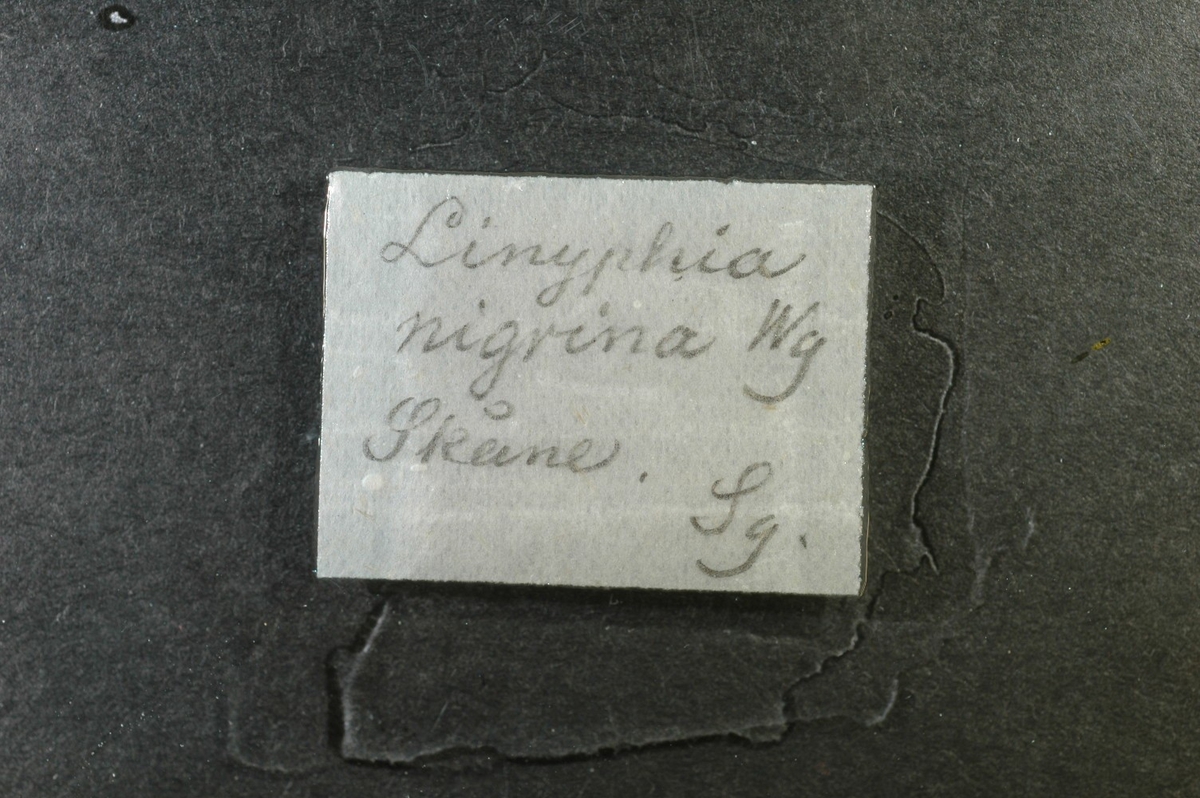 Linyphia
nigrina Wg
Skåne.
Sg.